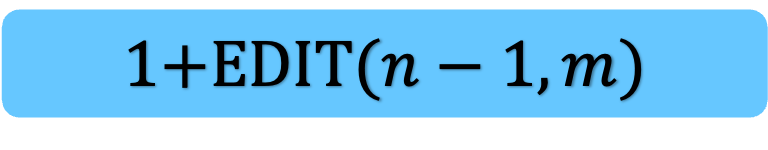 1+EDIT(n − 1, m)